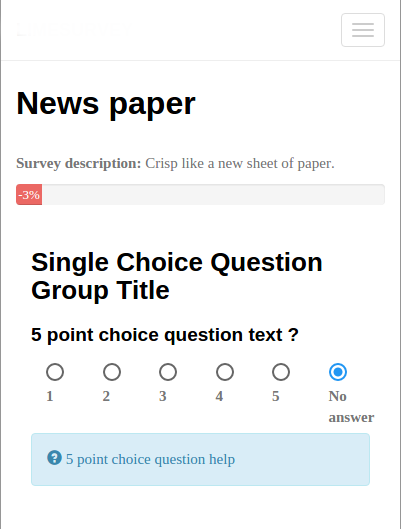 News paper
Survey description: Crisp like a new sheet of paper.
-3%
Single Choice Question
Group Title
5 point choice question text ?
1 2 3 4 5 No
answer
5 point choice question help